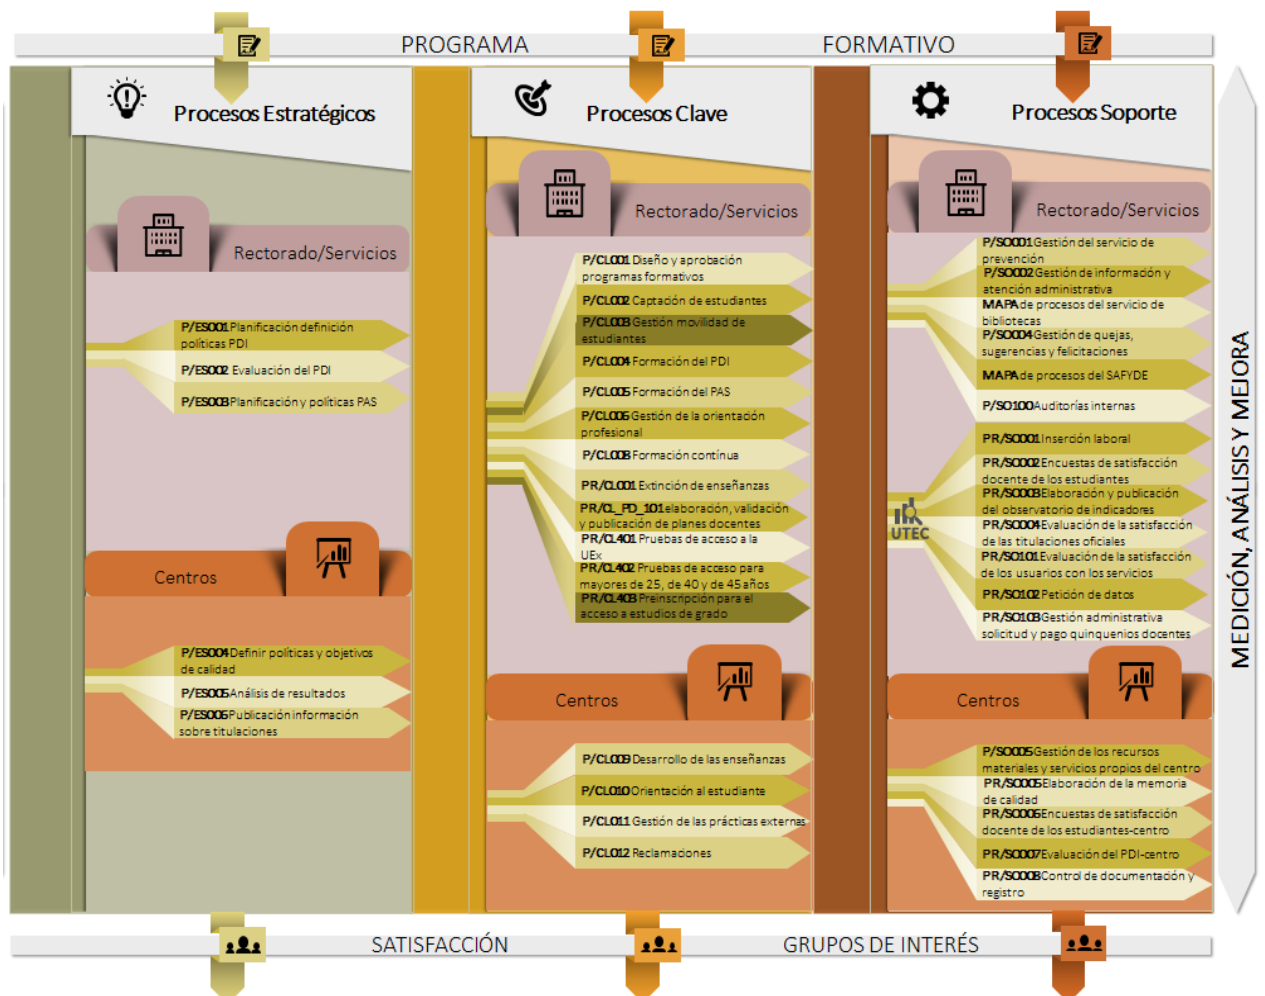 PROGRAMA FORMATIVO
Procesos Estratégicos
Rectorado/Servicios
P/ES001 Planificación definición
políticas PDI
P/ES002 Evaluación del PDI
P/ES003 Planificación y políticas PAS
Centros
P/ES004 Definir políticas y objetivos
de calidad
P/ES005 Análisis de resultados
P/ES006 Publicación información
sobre titulaciones
Procesos Clave
Rectorado/Servicios
P/CL001 Diseño y aprobación
programas formativos
P/CL002 Captación de estudiantes
P/CL003 Gestión movilidad de
estudiantes
P/CL004 Formación del PDI
P/CL005 Formación del PAS
P/CL006 Gestión de la orientación
profesional
P/CL008 Formación contínua
PR/CL001 Extinción de enseñanzas
PR/CL_PD_101 elaboración, validación
y publicación de planes docentes
PR/CL401 Pruebas de acceso a la
UEx
PR/CL402 Pruebas de acceso para
mayores de 25, de 40 y de 45 años
PR/CL403 Preinscripción para el
acceso a estudios de grado
Centros
P/CL009 Desarrollo de las enseñanzas
P/CL010 Orientación al estudiante
P/CL011 Gestión de las prácticas externas
P/CL012 Reclamaciones
Procesos Soporte
Rectorado/Servicios
P/SO001 Gestión del servicio de
prevención
P/SO002 Gestión de información y
atención administrativa
MAPA de procesos del servicio de
bibliotecas
P/SO004 Gestión de quejas,
sugerencias y felicitaciones
MAPA de procesos del SAFYDE
P/SO100 Auditorías internas
UTEC
PR/SO001 Inserción laboral
PR/SO002 Encuestas de satisfacción
docente de los estudiantes
PR/SO003 Elaboración y publicación
del observatorio de indicadores
PR/SO004 Evaluación de la satisfacción
de las titulaciones oficiales
PR/SO101 Evaluación de la satisfacción
de los usuarios con los servicios
PR/SO102 Petición de datos
PR/SO103 Gestión administrativa
solicitud y pago quinquenios docentes
Centros
P/SO005 Gestión de los recursos
materiales y servicios propios del centro
PR/SO005 Elaboración de la memoria
de calidad
PR/SO006 Encuestas de satisfacción
docente de los estudiantes-centro
PR/SO007 Evaluación del PDI-centro
PR/SO008 Control de documentación y
registro
MEDICIÓN, ANÁLISIS Y MEJORA
SATISFACCIÓN GRUPOS DE INTERÉS